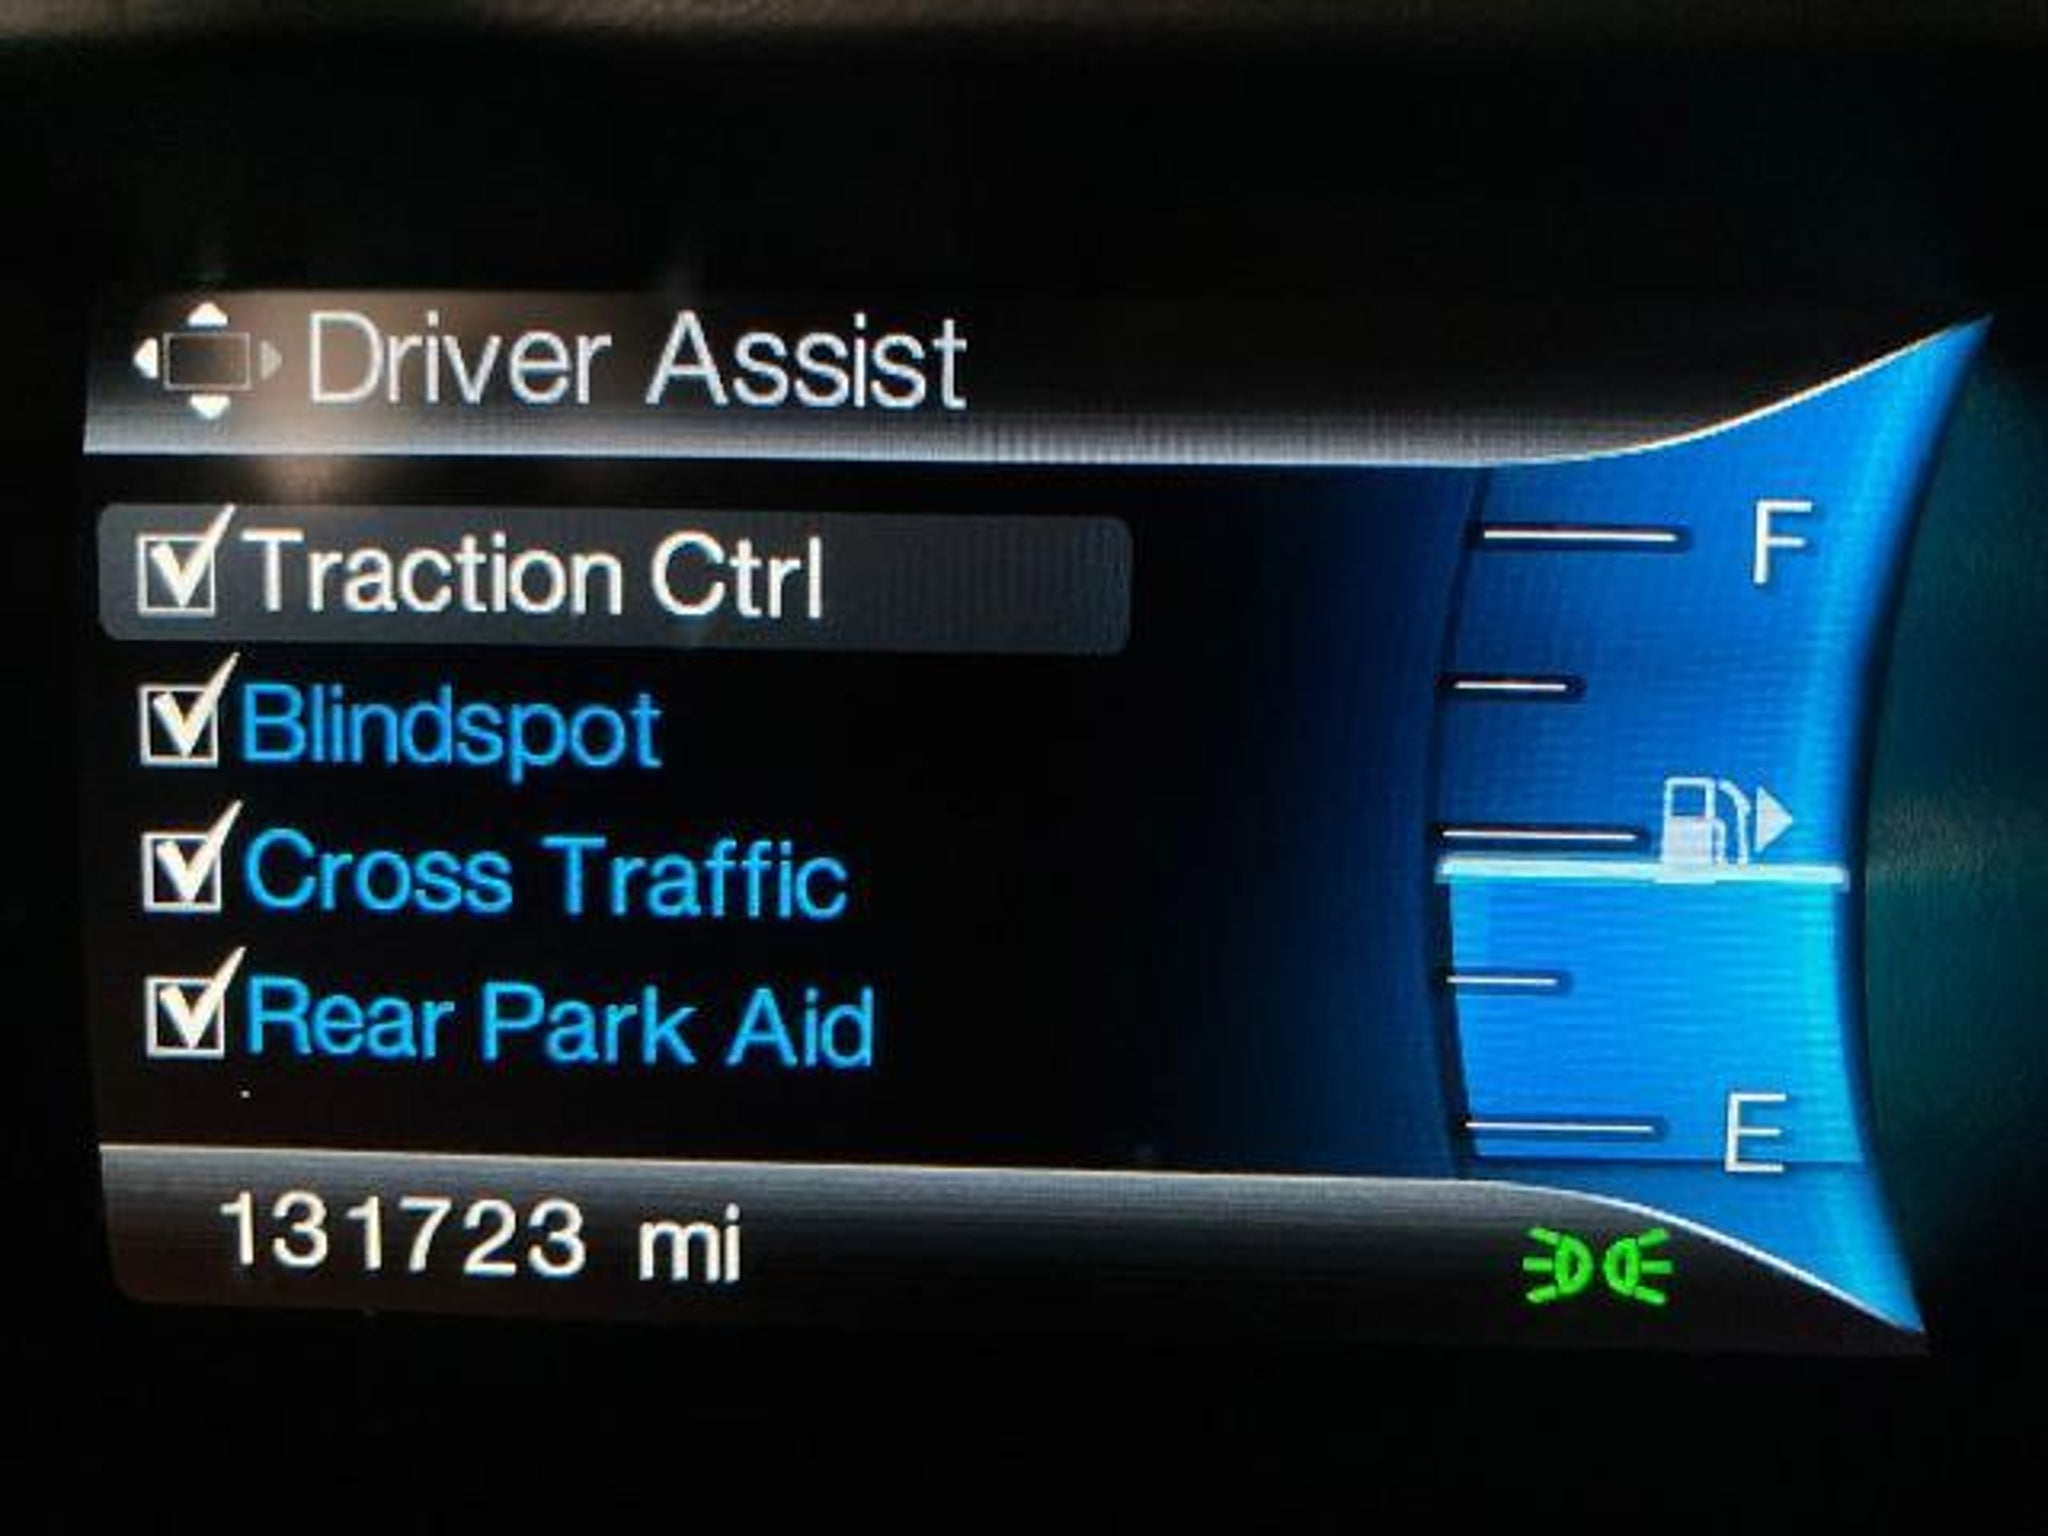 Driver Assist
Traction Ctrl
Blindspot
Cross Traffic
Rear Park Aid
F
E
131723 mi